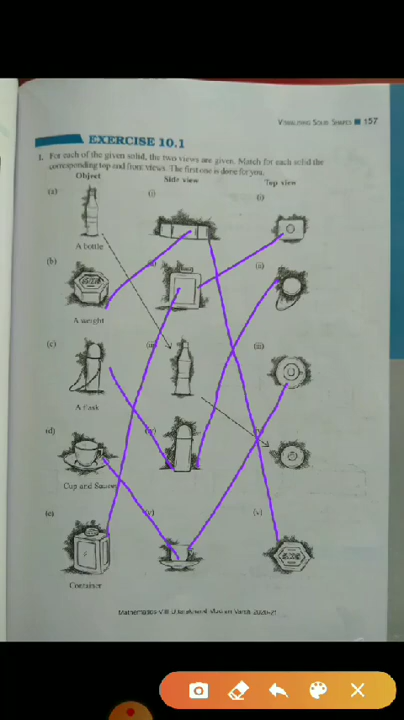 VISUALISING SOLID SHAPES ■ 157
EXERCISE 10.1
1. For each of the given solid, the two views are given. Match for each solid the
corresponding top and front views. The first one is done for you.
Object Side view Top view
(a) (i) (i)
A bottle
(b) (ii) (ii)
A weight
(c) (iii) (iii)
A flask
(d) (iv) (iv)
Cup and Saucer
(e) (v) (v)
Container